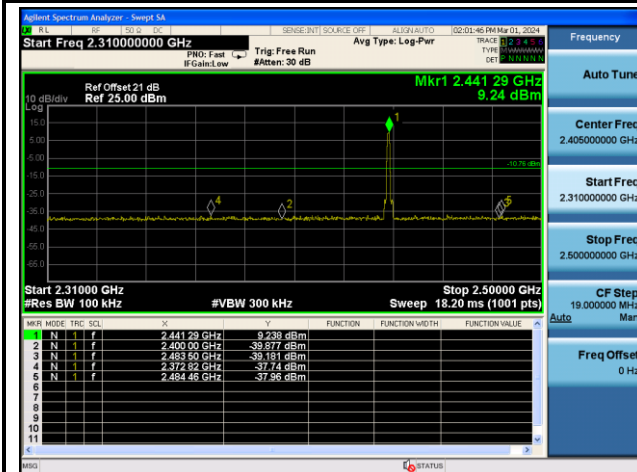 Agilent Spectrum Analyzer - Swept SA
RL RF 50 Ω DC SENSE:INT SOURCE OFF ALIGNAUTO 02:01:46 PM Mar 01, 2024
Start Freq 2.310000000 GHz
PNO: Fast
IFGain:Low
Trig: Free Run
#Atten: 30 dB
Avg Type: Log-Pwr
TRACE 1 2 3 4 5 6
TYPE
DET P N N N N N
Ref Offset 21 dB
Ref 25.00 dBm
10 dB/div
Log
Mkr1 2.441 29 GHz
9.24 dBm
15.0
5.00
-5.00
-15.0
-25.0
-35.0
-45.0
-55.0
-65.0
1
-10.76 dBm
4
2
5
Start 2.31000 GHz
Stop 2.50000 GHz
#Res BW 100 kHz
#VBW 300 kHz
Sweep 18.20 ms (1001 pts)
MKR MODE TRC SCL X Y FUNCTION FUNCTION WIDTH FUNCTION VALUE
1 N 1 f 2.441 29 GHz 9.238 dBm
2 N 1 f 2.400 00 GHz -39.877 dBm
3 N 1 f 2.483 50 GHz -39.181 dBm
4 N 1 f 2.372 82 GHz -37.74 dBm
5 N 1 f 2.484 46 GHz -37.96 dBm
6
7
8
9
10
11
MSG
STATUS
Frequency
Auto Tune
Center Freq
2.405000000 GHz
Start Freq
2.310000000 GHz
Stop Freq
2.500000000 GHz
CF Step
19.000000 MHz
Auto Man
Freq Offset
0 Hz